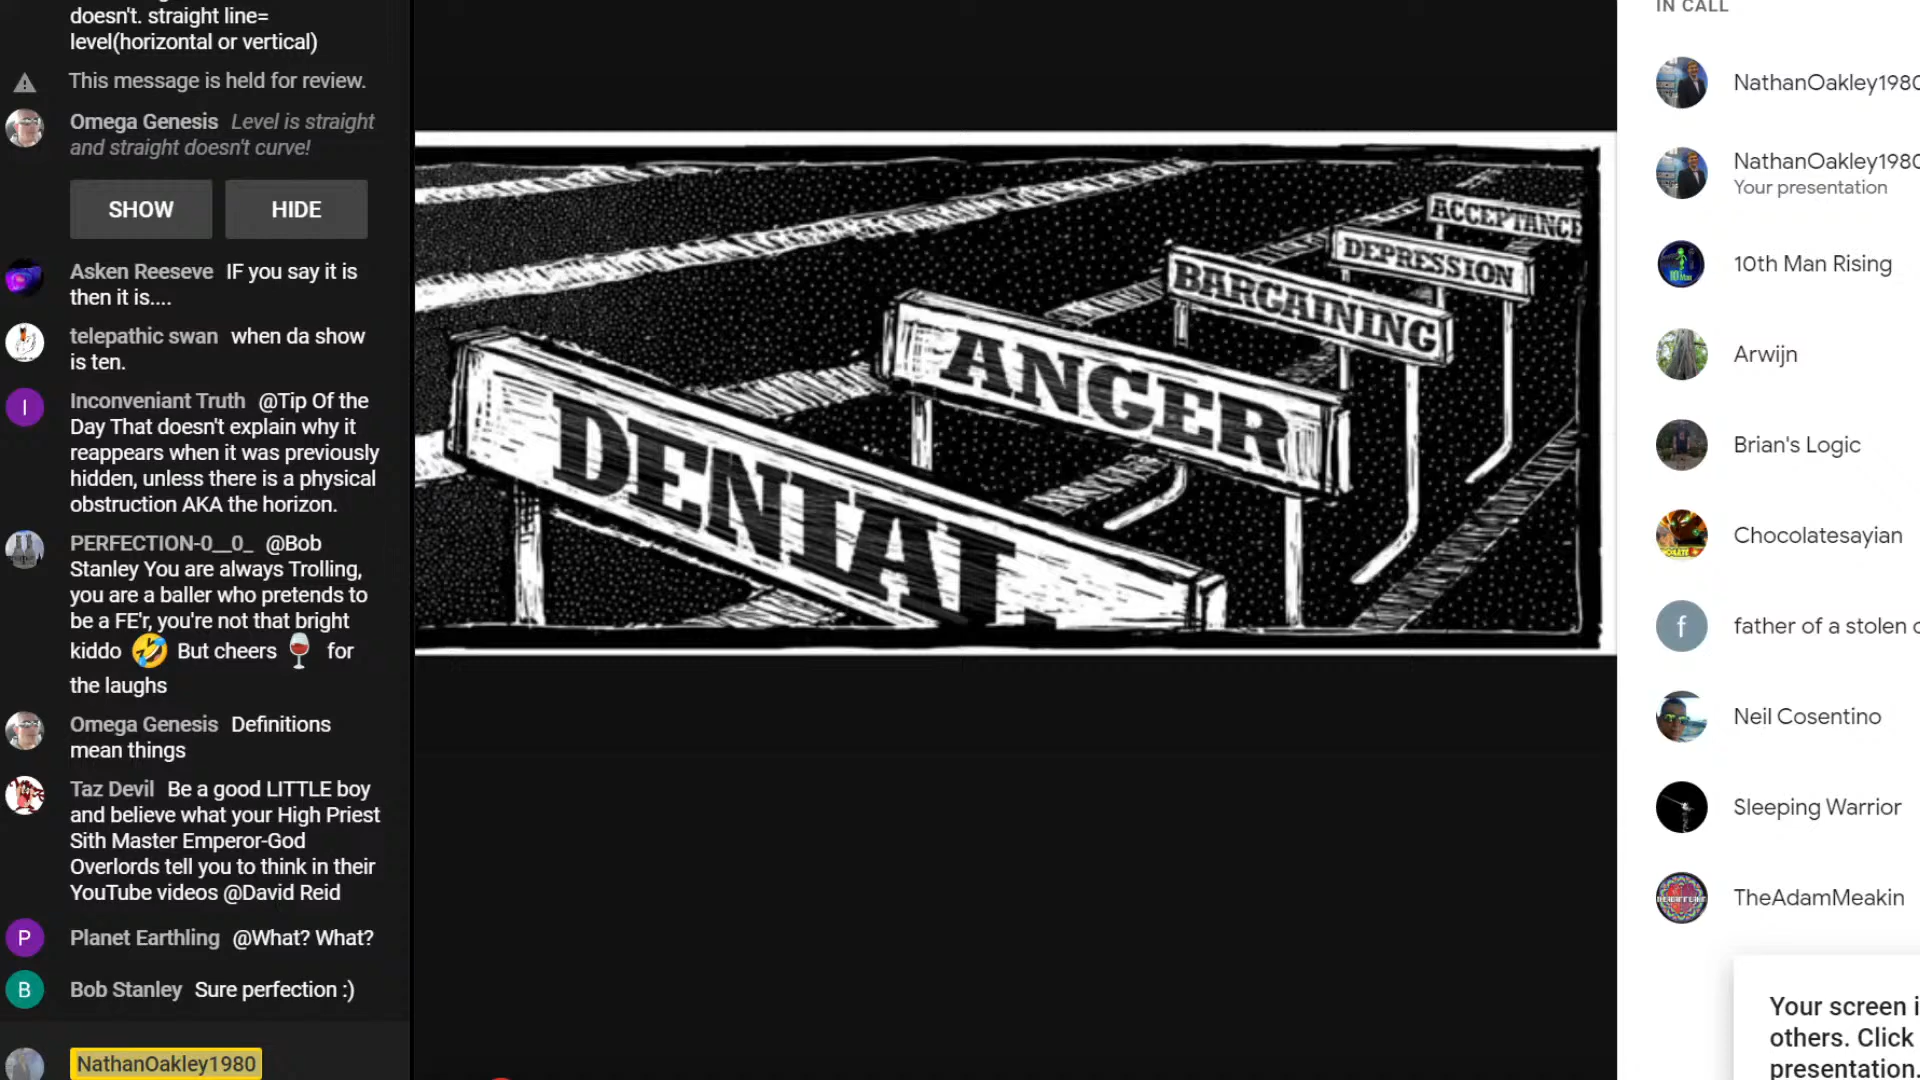 doesn't. straight line=
level(horizontal or vertical)
This message is held for review.
Omega Genesis Level is straight
and straight doesn't curve!
SHOW HIDE
Asken Reeseve IF you say it is
then it is....
telepathic swan when da show
is ten.
I
Inconveniant Truth @Tip Of the
Day That doesn't explain why it
reappears when it was previously
hidden, unless there is a physical
obstruction AKA the horizon.
PERFECTION-0__0_ @Bob
Stanley You are always Trolling,
you are a baller who pretends to
be a FE'r, you're not that bright
kiddo 🤣 But cheers 🍷 for
the laughs
Omega Genesis Definitions
mean things
Taz Devil Be a good LITTLE boy
and believe what your High Priest
Sith Master Emperor-God
Overlords tell you to think in their
YouTube videos @David Reid
P
Planet Earthling @What? What?
B
Bob Stanley Sure perfection :)
NathanOakley1980
DENIAL
ANGER
BARGAINING
DEPRESSION
ACCEPTANCE
IN CALL
NathanOakley1980
NathanOakley1980
Your presentation
10th Man Rising
Arwijn
Brian's Logic
Chocolatesayian
f
father of a stolen
Neil Cosentino
Sleeping Warrior
TheAdamMeakin
Your screen
others. Click
presentation.